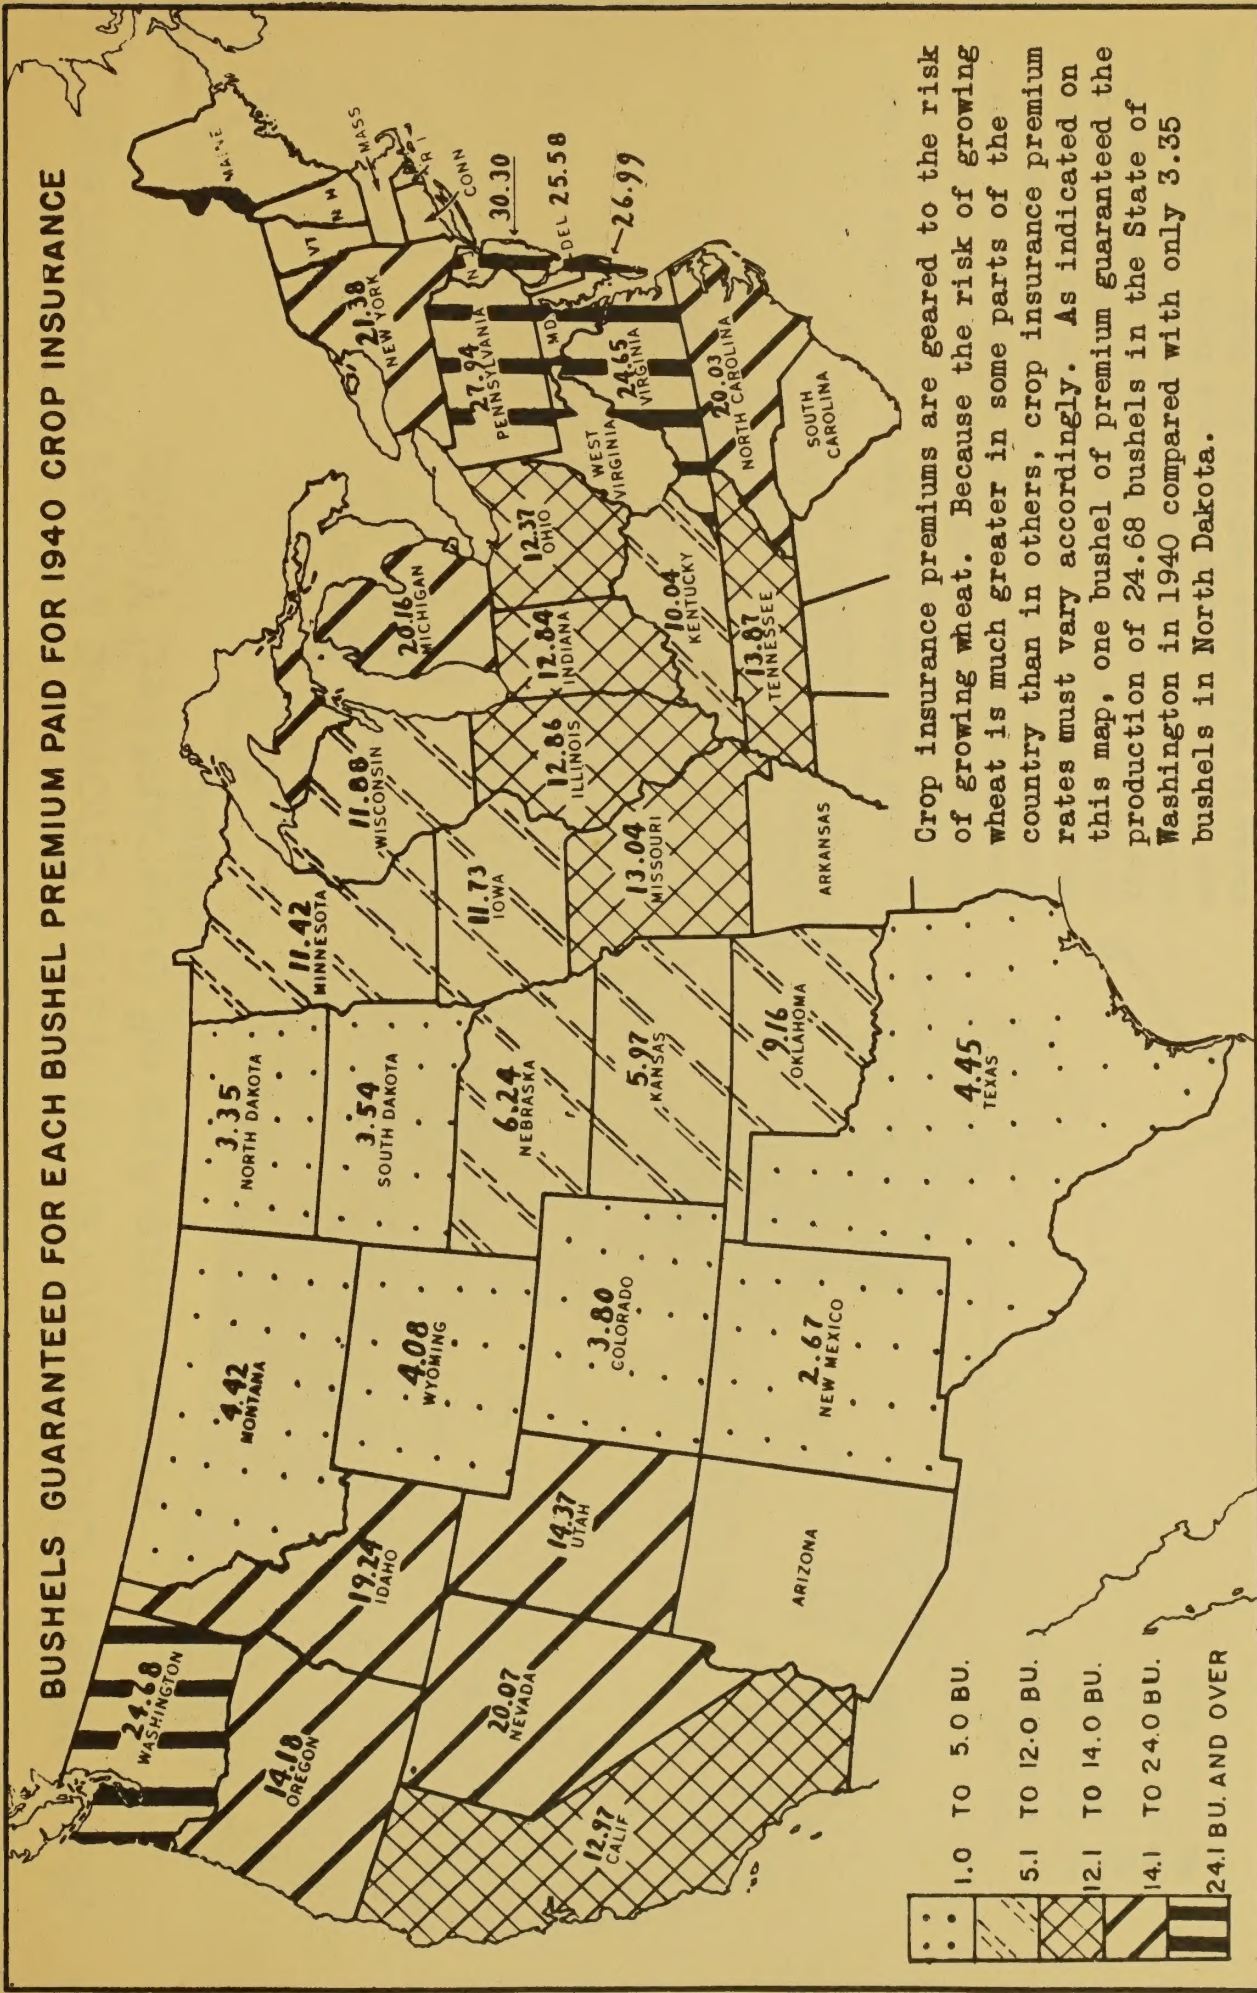 BUSHELS GUARANTEED FOR EACH BUSHEL PREMIUM PAID FOR 1940 CROP INSURANCE
24.68
WASHINGTON
14.18
OREGON
12.97
CALIF
20.07
NEVADA
19.24
IDAHO
14.37
UTAH
ARIZONA
4.42
MONTANA
4.08
WYOMING
3.80
COLORADO
2.67
NEW MEXICO
3.35
NORTH DAKOTA
3.54
SOUTH DAKOTA
6.24
NEBRASKA
5.97
KANSAS
9.16
OKLAHOMA
4.45
TEXAS
11.42
MINNESOTA
11.73
IOWA
13.04
MISSOURI
ARKANSAS
11.88
WISCONSIN
12.86
ILLINOIS
20.16
MICHIGAN
12.84
INDIANA
12.37
OHIO
10.04
KENTUCKY
13.87
TENNESSEE
WEST
VIRGINIA
24.65
VIRGINIA
20.03
NORTH CAROLINA
SOUTH
CAROLINA
27.94
PENNSYLVANIA
21.38
NEW YORK
MAINE
VT
N H
MASS
R I
CONN
N J
30.30
DEL 25.58
MD
26.99
1.0 TO 5.0 BU.
5.1 TO 12.0 BU.
12.1 TO 14.0 BU.
14.1 TO 24.0 BU.
24.1 BU. AND OVER
Crop insurance premiums are geared to the risk
of growing wheat. Because the risk of growing
wheat is much greater in some parts of the
country than in others, crop insurance premium
rates must vary accordingly. As indicated on
this map, one bushel of premium guaranteed the
production of 24.68 bushels in the State of
Washington in 1940 compared with only 3.35
bushels in North Dakota.